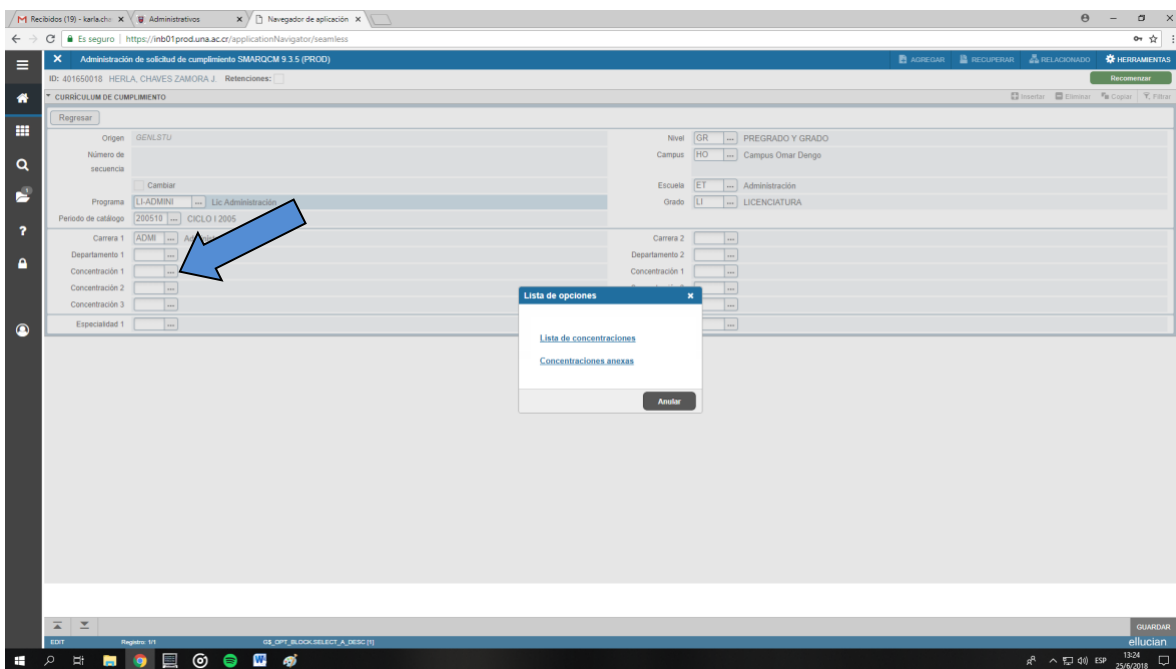 Recibidos (19) - karla.cha
Administrativos
Navegador de aplicación
Es seguro | https://inb01prod.una.ac.cr/applicationNavigator/seamless
Administración de solicitud de cumplimiento SMARQCM 9.3.5 (PROD)
AGREGAR RECUPERAR RELACIONADO HERRAMIENTAS
ID: 401650018 HERLA, CHAVES ZAMORA J. Retenciones:
Recomenzar
CURRÍCULUM DE CUMPLIMIENTO
Insertar Eliminar Copiar Filtrar
Regresar
Origen GENLSTU Nivel GR ... PREGRADO Y GRADO
Número de secuencia Campus HO ... Campus Omar Dengo
Cambiar Escuela ET ... Administración
Programa LI-ADMINI ... Lic Administración Grado LI ... LICENCIATURA
Periodo de catálogo 200510 ... CICLO I 2005
Carrera 1 ADMI ... Carrera 2 ...
Departamento 1 ... Departamento 2 ...
Concentración 1 ... Concentración 1 ...
Concentración 2 ...
Concentración 3 ...
Especialidad 1 ...
Lista de opciones
Lista de concentraciones
Concentraciones anexas
Anular
GUARDAR
EDIT Registro: 1/1 G$_OPT_BLOCK.SELECT_A_DESC [1] ellucian
ESP 13:24
25/6/2018